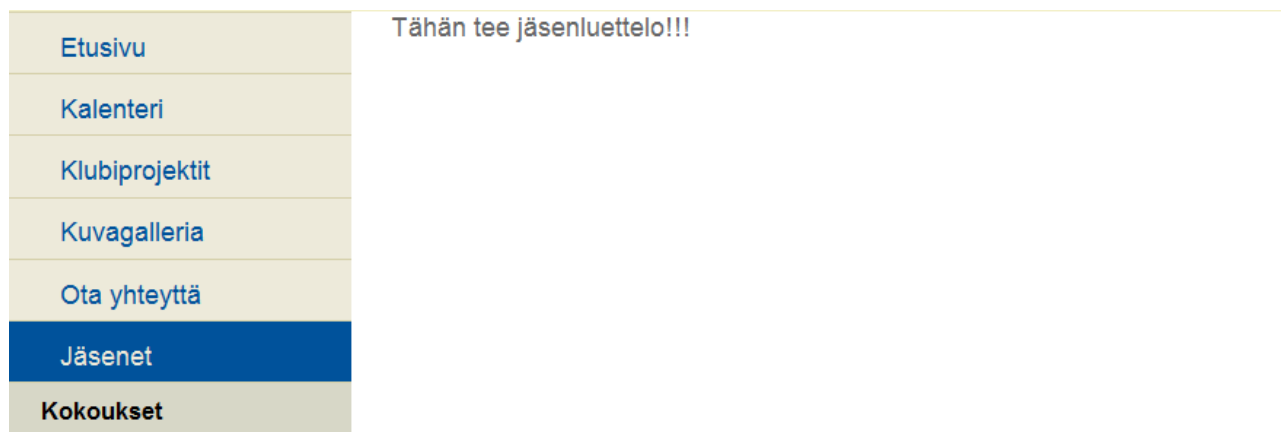 Etusivu
Kalenteri
Klubiprojektit
Kuvagalleria
Ota yhteyttä
Jäsenet
Kokoukset
Tähän tee jäsenluettelo!!!